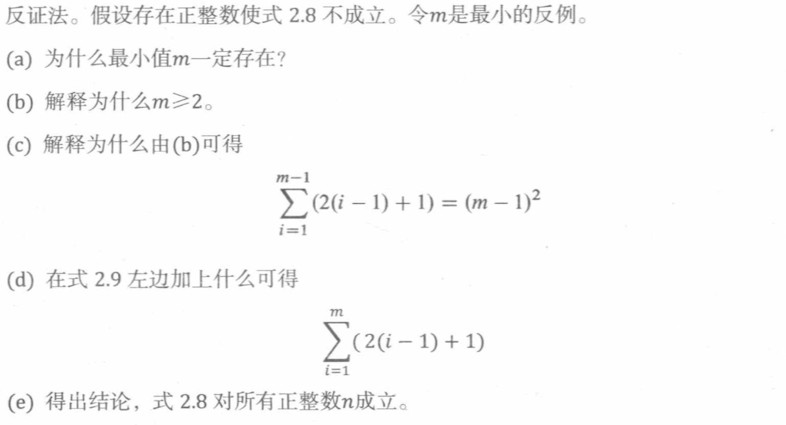 反证法。假设存在正整数使式 2.8 不成立。令m是最小的反例。
(a) 为什么最小值m一定存在?
(b) 解释为什么m≥2。
(c) 解释为什么由(b)可得
m−1
∑(2(i − 1) + 1) = (m − 1)²
i=1
(d) 在式 2.9 左边加上什么可得
m
∑( 2(i − 1) + 1)
i=1
(e) 得出结论，式 2.8 对所有正整数n成立。